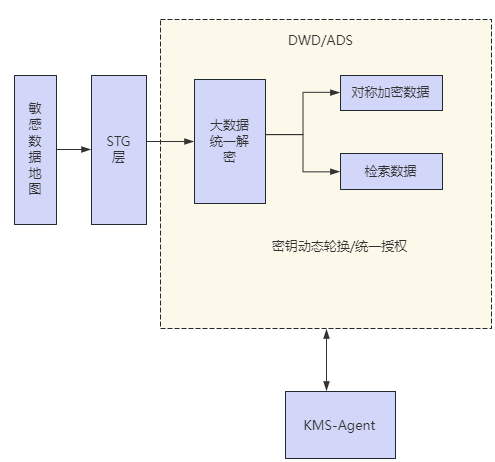 DWD/ADS
敏
感
数
据
地
图
STG
层
大数据
统一解
密
对称加密数据
检索数据
密钥动态轮换/统一授权
KMS-Agent